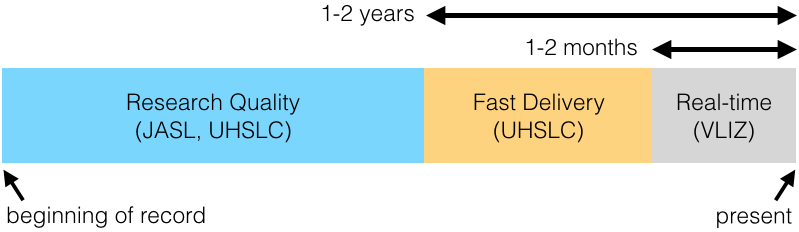 1-2 years
1-2 months
Research Quality
(JASL, UHSLC)
Fast Delivery
(UHSLC)
Real-time
(VLIZ)
beginning of record
present